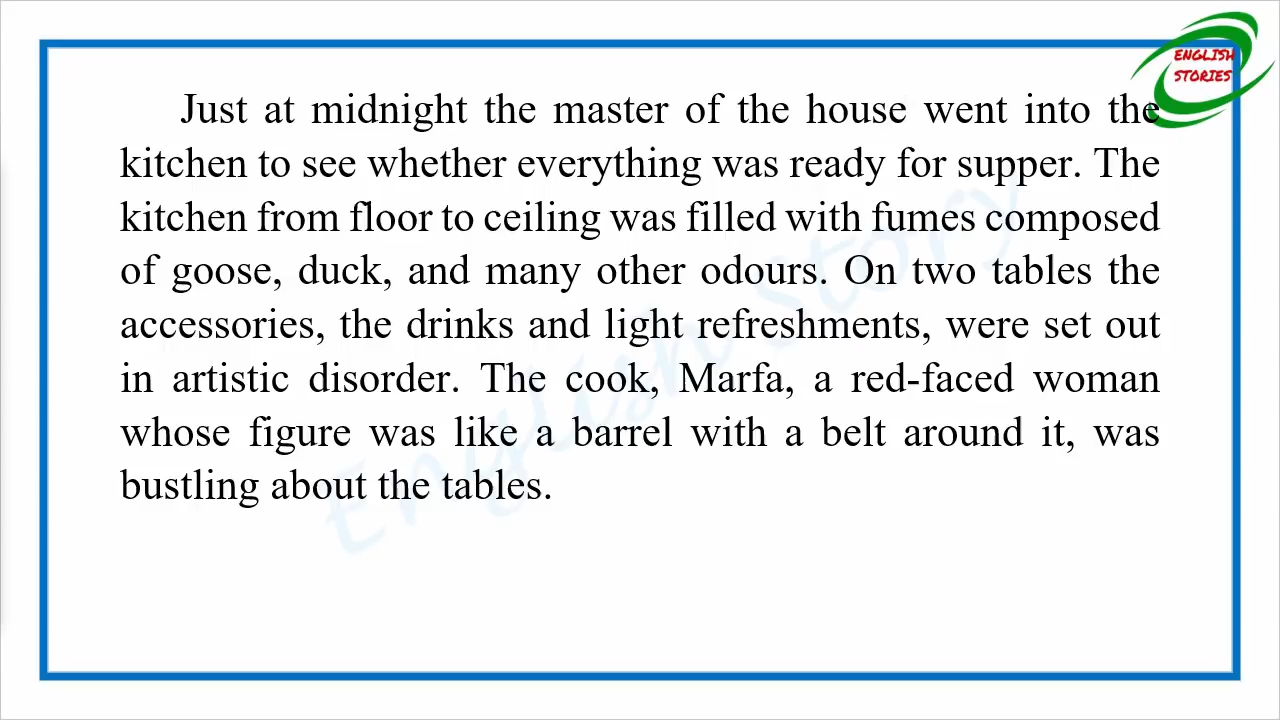 ENGLISH
STORIES
Just at midnight the master of the house went into the
kitchen to see whether everything was ready for supper. The
kitchen from floor to ceiling was filled with fumes composed
of goose, duck, and many other odours. On two tables the
accessories, the drinks and light refreshments, were set out
in artistic disorder. The cook, Marfa, a red-faced woman
whose figure was like a barrel with a belt around it, was
bustling about the tables.
English Story